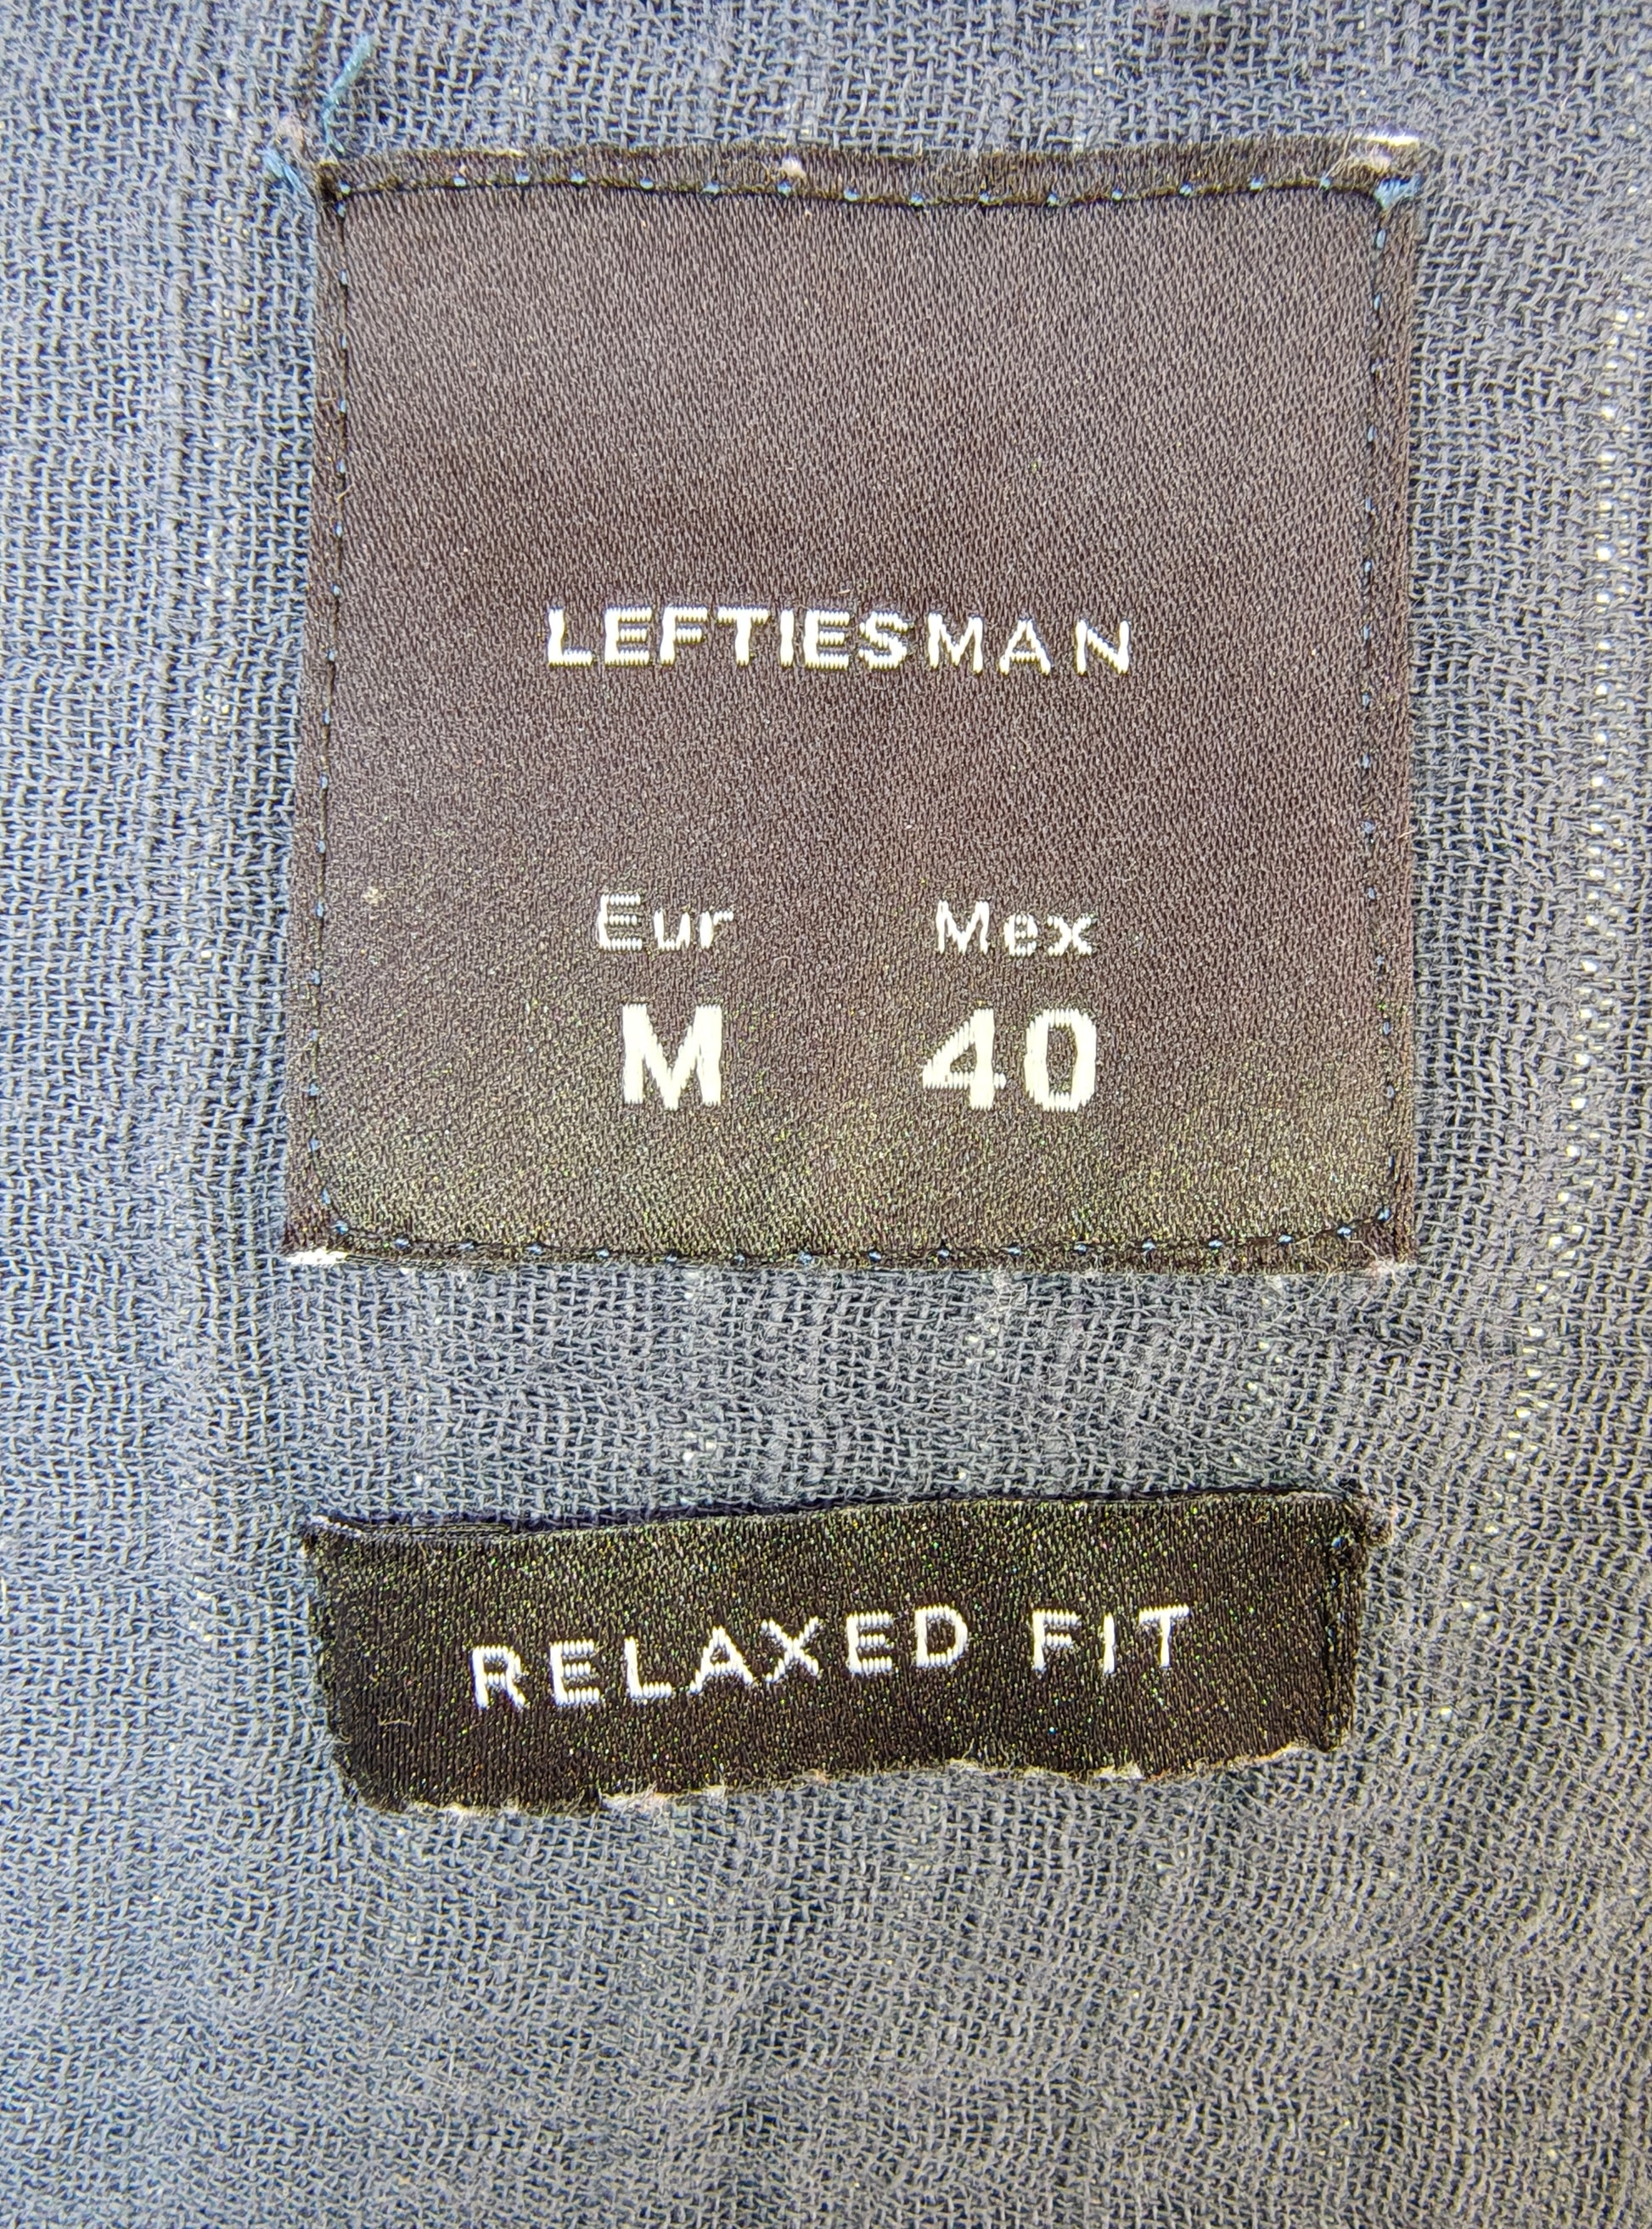 LEFTIESMAN
Eur Mex
M 40
RELAXED FIT